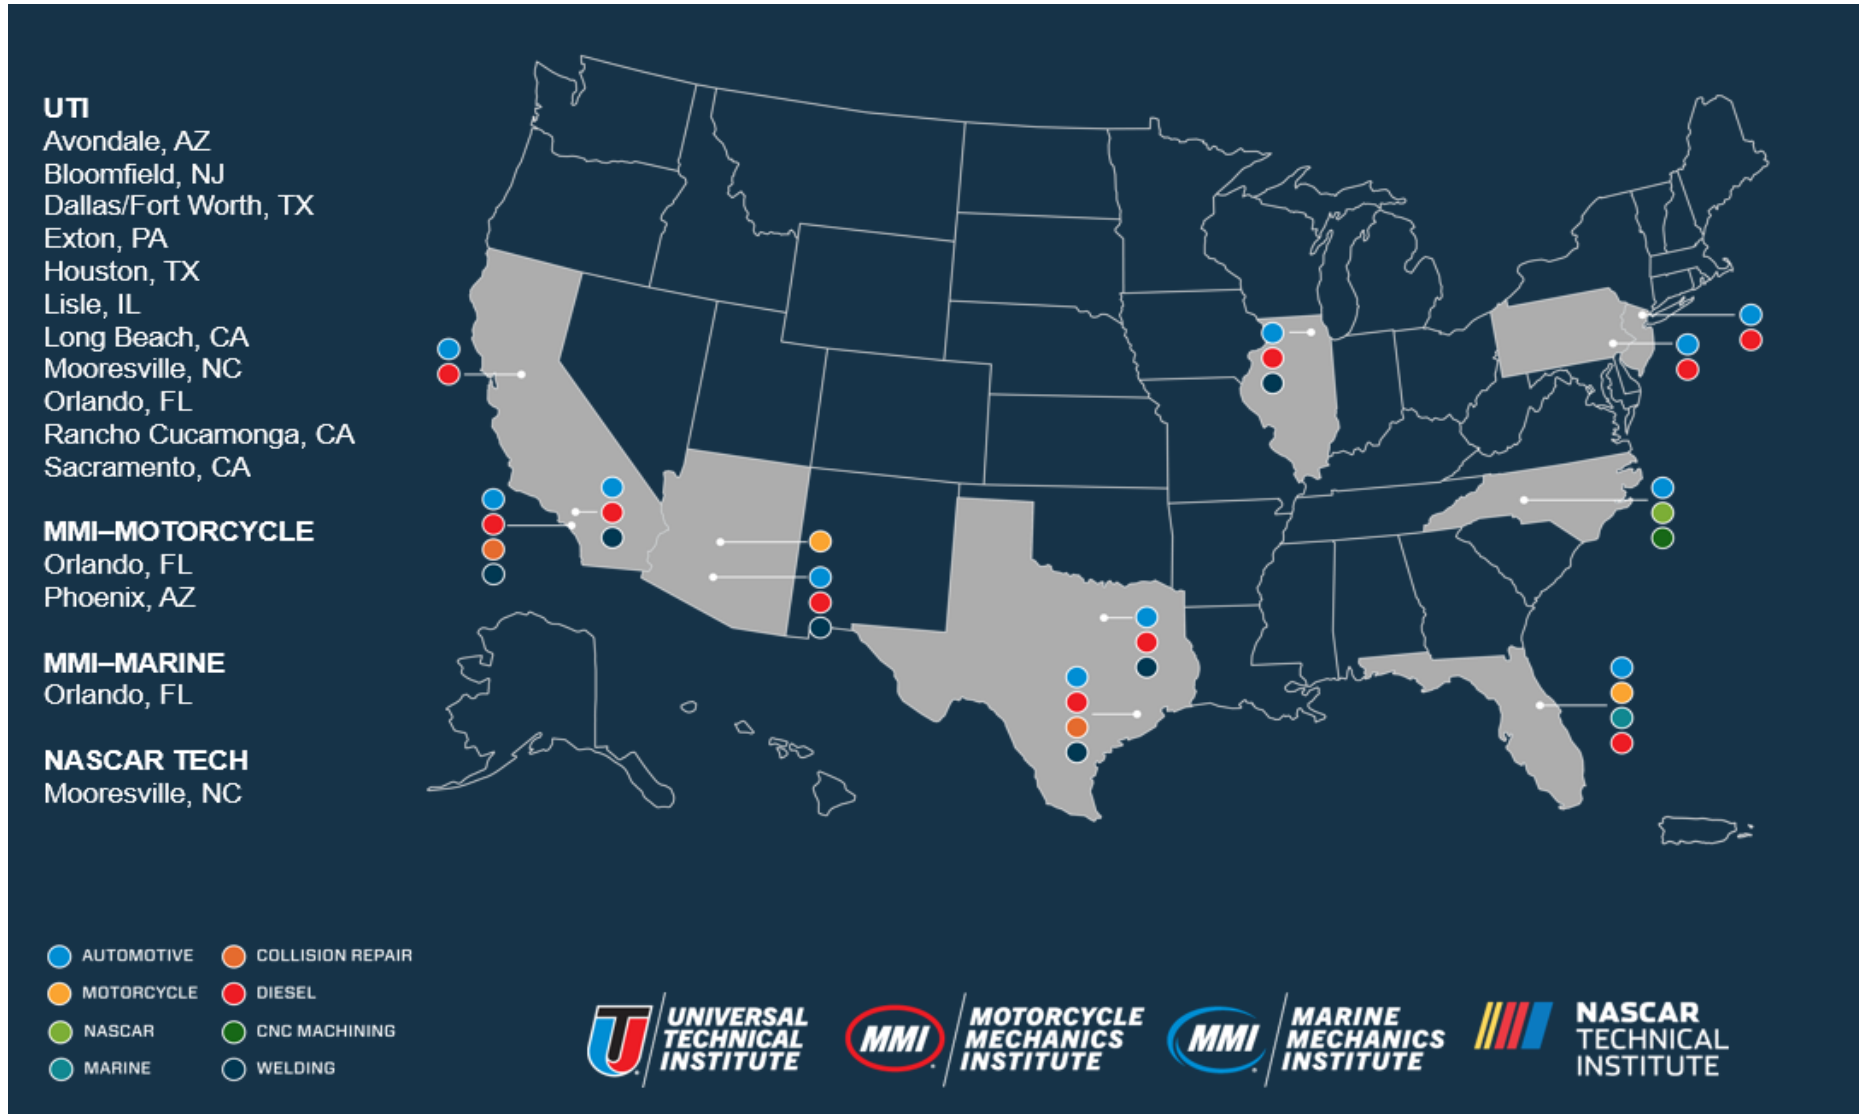 UTI
Avondale, AZ
Bloomfield, NJ
Dallas/Fort Worth, TX
Exton, PA
Houston, TX
Lisle, IL
Long Beach, CA
Mooresville, NC
Orlando, FL
Rancho Cucamonga, CA
Sacramento, CA
MMI–MOTORCYCLE
Orlando, FL
Phoenix, AZ
MMI–MARINE
Orlando, FL
NASCAR TECH
Mooresville, NC
AUTOMOTIVE
MOTORCYCLE
NASCAR
MARINE
COLLISION REPAIR
DIESEL
CNC MACHINING
WELDING
UNIVERSAL
TECHNICAL
INSTITUTE
MMI
MOTORCYCLE
MECHANICS
INSTITUTE
MMI
MARINE
MECHANICS
INSTITUTE
NASCAR
TECHNICAL
INSTITUTE